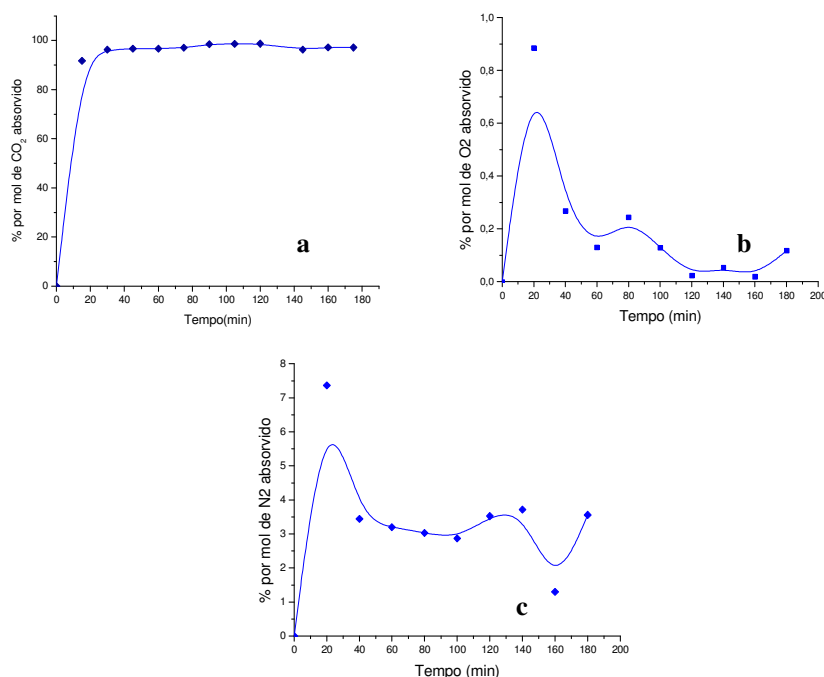 % por mol de CO₂ absorvido
100
80
60
40
20
0
0 20 40 60 80 100 120 140 160 180
Tempo(min)
a
% por mol de O2 absorvido
1,0
0,8
0,6
0,4
0,2
0,0
0 20 40 60 80 100 120 140 160 180 200
Tempo (min)
b
% por mol de N2 absorvido
8
7
6
5
4
3
2
1
0
0 20 40 60 80 100 120 140 160 180 200
Tempo (min)
c